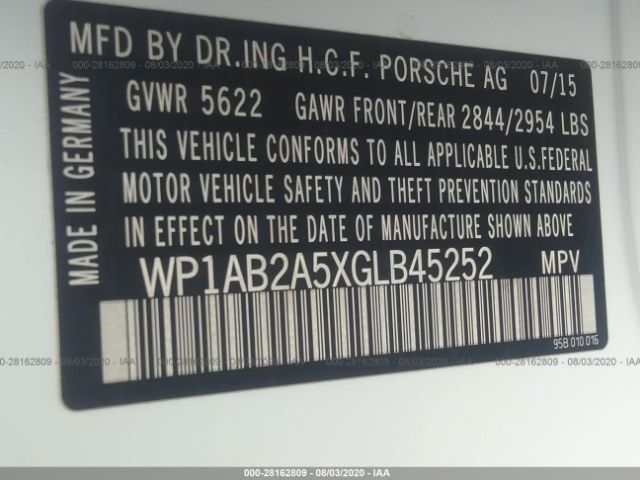 MFD BY DR.ING H.C.F. PORSCHE AG 07/15
GVWR 5622 GAWR FRONT/REAR 2844/2954 LBS
THIS VEHICLE CONFORMS TO ALL APPLICABLE U.S.FEDERAL
MOTOR VEHICLE SAFETY AND THEFT PREVENTION STANDARDS
IN EFFECT ON THE DATE OF MANUFACTURE SHOWN ABOVE
WP1AB2A5XGLB45252 MPV
95B 010 016
MADE IN GERMANY
000-28162809 - 08/03/2020 - IAA